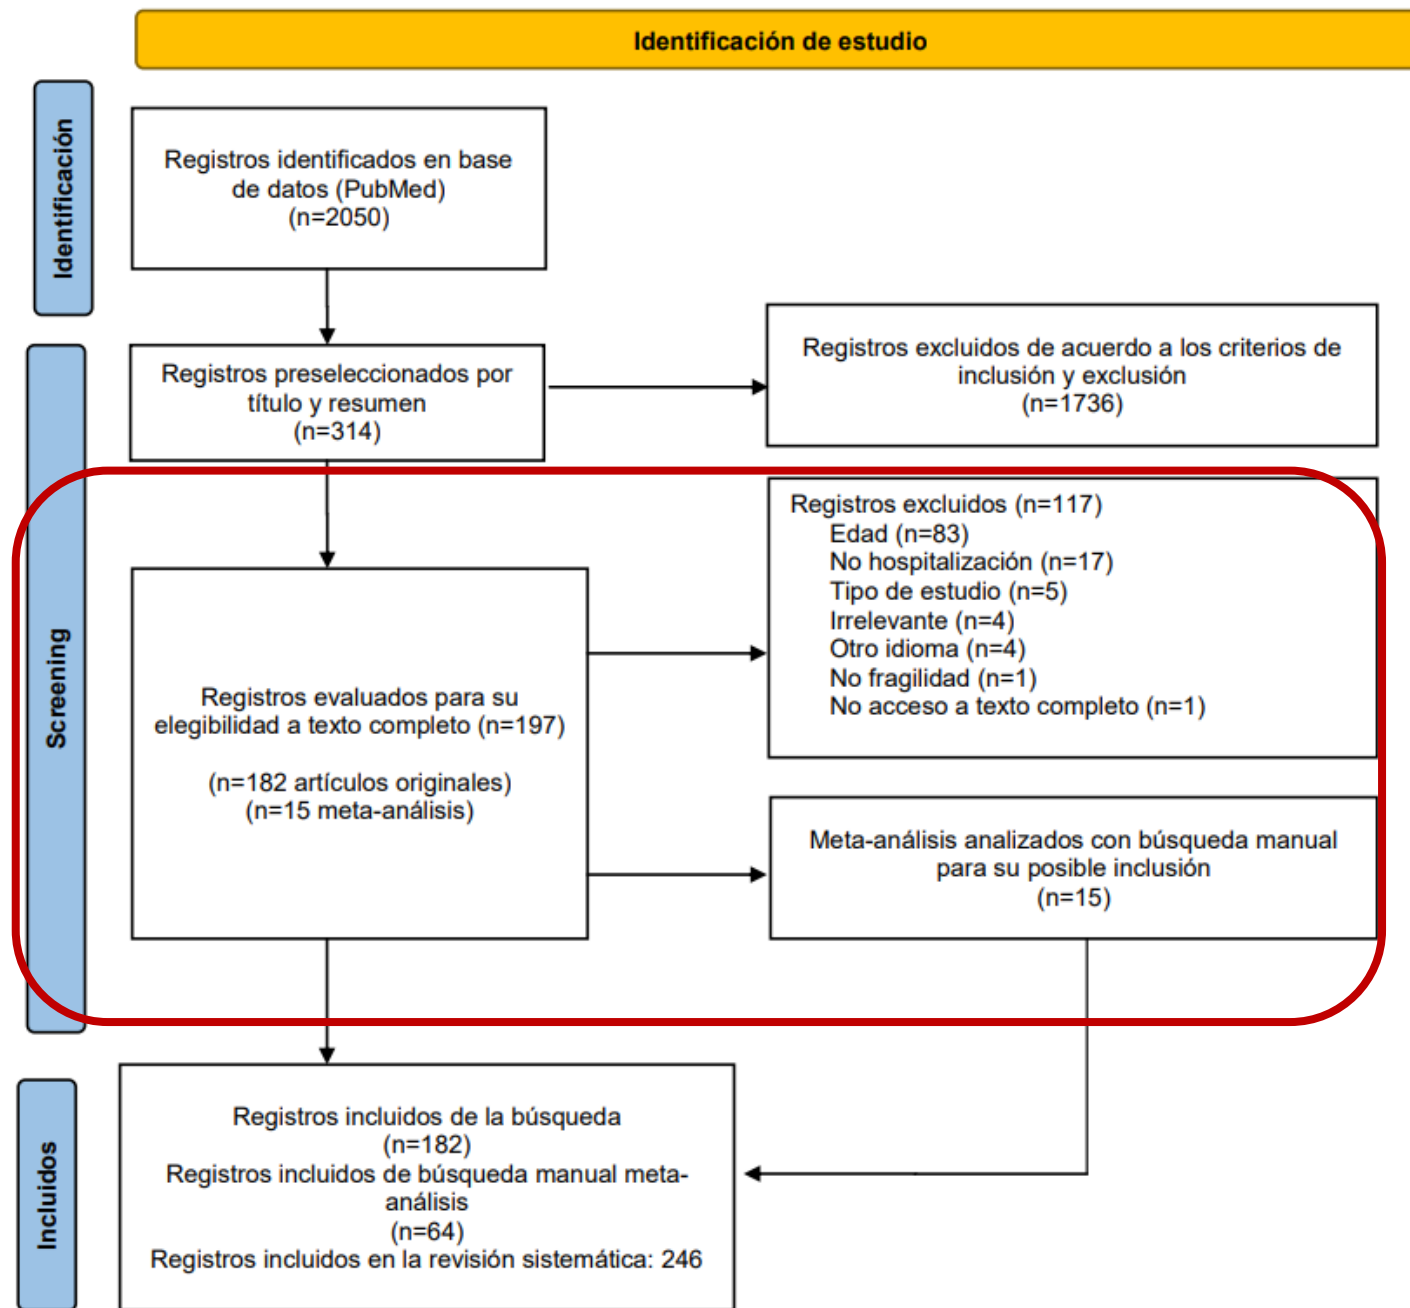 Identificación de estudio
Identificación
Registros identificados en base
de datos (PubMed)
(n=2050)
Screening
Registros preseleccionados por
título y resumen
(n=314)
Registros excluidos de acuerdo a los criterios de
inclusión y exclusión
(n=1736)
Registros evaluados para su
elegibilidad a texto completo (n=197)
(n=182 artículos originales)
(n=15 meta-análisis)
Registros excluidos (n=117)
Edad (n=83)
No hospitalización (n=17)
Tipo de estudio (n=5)
Irrelevante (n=4)
Otro idioma (n=4)
No fragilidad (n=1)
No acceso a texto completo (n=1)
Meta-análisis analizados con búsqueda manual
para su posible inclusión
(n=15)
Incluidos
Registros incluidos de la búsqueda
(n=182)
Registros incluidos de búsqueda manual meta-
análisis
(n=64)
Registros incluidos en la revisión sistemática: 246